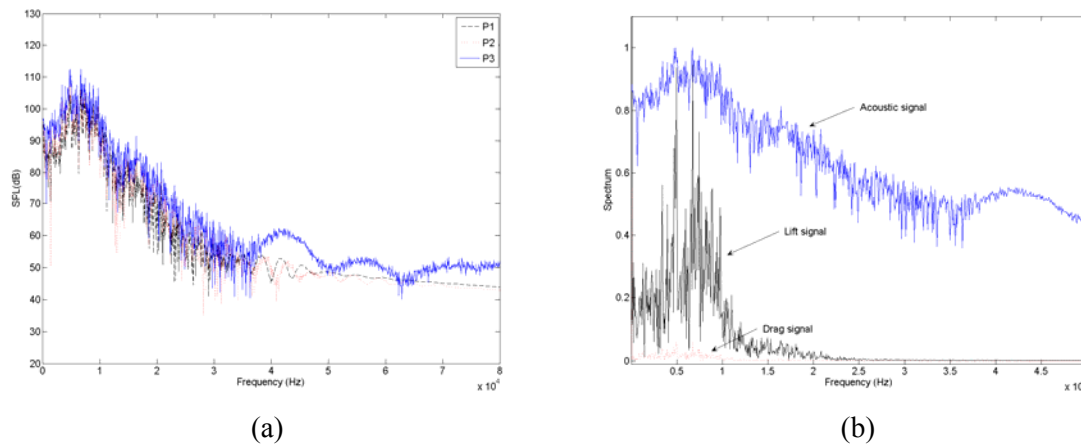 130
120
110
100
90
80
70
60
50
40
30
20
SPL(dB)
P1
P2
P3
0 1 2 3 4 5 6 7 8
Frequency (Hz)
x 10⁴
(a)
1
0.8
0.6
0.4
0.2
0
Spectrum
Acoustic signal
Lift signal
Drag signal
0.5 1 1.5 2 2.5 3 3.5 4 4.5
Frequency (Hz)
x 10
(b)